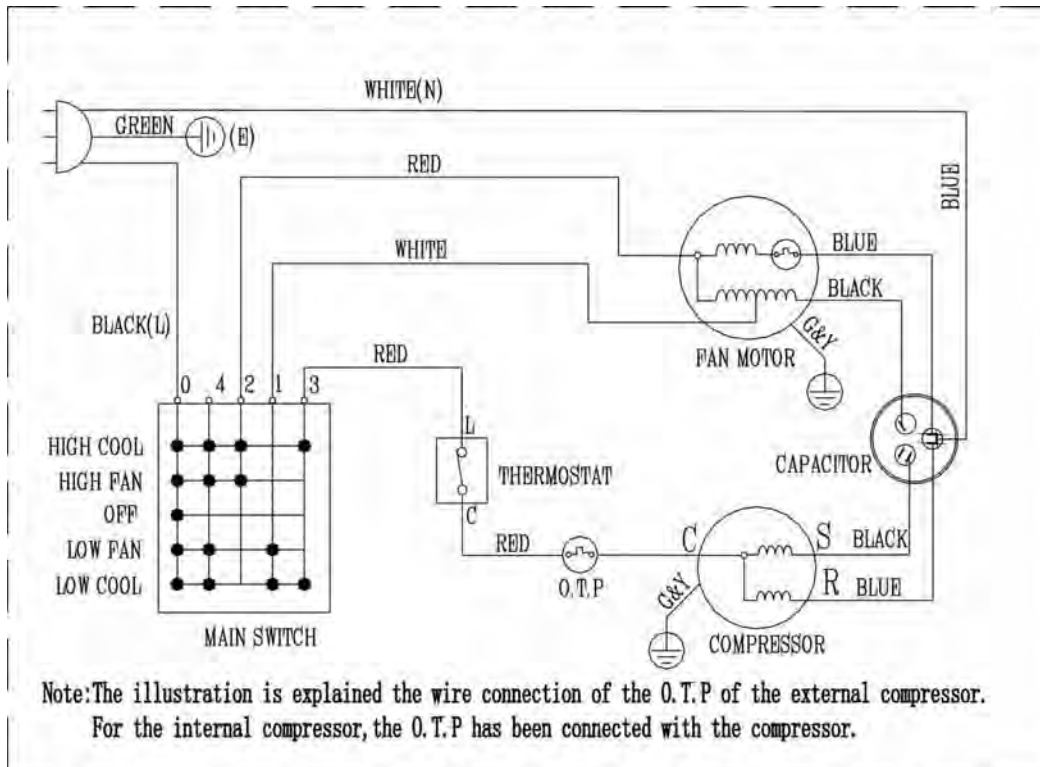 WHITE(N)
GREEN
(E)
RED
BLUE
WHITE
BLUE
BLACK
BLACK(L)
G&Y
FAN MOTOR
RED
0 4 2 1 3
HIGH COOL
HIGH FAN
OFF
LOW FAN
LOW COOL
MAIN SWITCH
L
THERMOSTAT
C
CAPACITOR
RED
O.T.P
C
S
BLACK
R
BLUE
G&Y
COMPRESSOR
Note:The illustration is explained the wire connection of the O.T.P of the external compressor.
For the internal compressor,the O.T.P has been connected with the compressor.